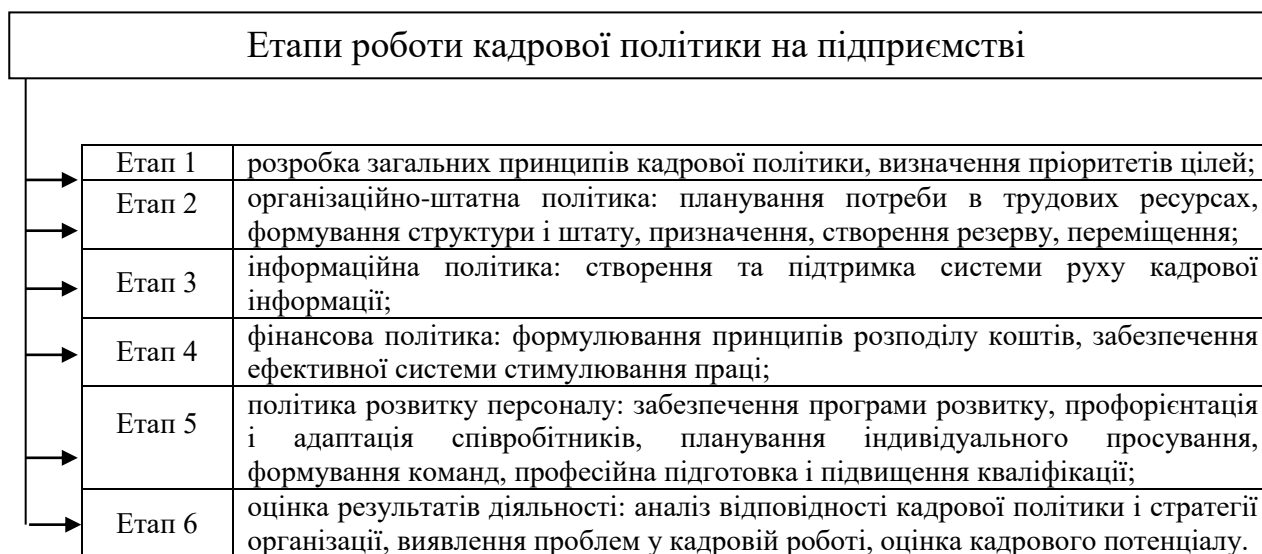 Етапи роботи кадрової політики на підприємстві
Етап 1 розробка загальних принципів кадрової політики, визначення пріоритетів цілей;
Етап 2 організаційно-штатна політика: планування потреби в трудових ресурсах,
формування структури і штату, призначення, створення резерву, переміщення;
Етап 3 інформаційна політика: створення та підтримка системи руху кадрової
інформації;
Етап 4 фінансова політика: формулювання принципів розподілу коштів, забезпечення
ефективної системи стимулювання праці;
Етап 5 політика розвитку персоналу: забезпечення програми розвитку, профорієнтація
і адаптація співробітників, планування індивідуального просування,
формування команд, професійна підготовка і підвищення кваліфікації;
Етап 6 оцінка результатів діяльності: аналіз відповідності кадрової політики і стратегії
організації, виявлення проблем у кадровій роботі, оцінка кадрового потенціалу.